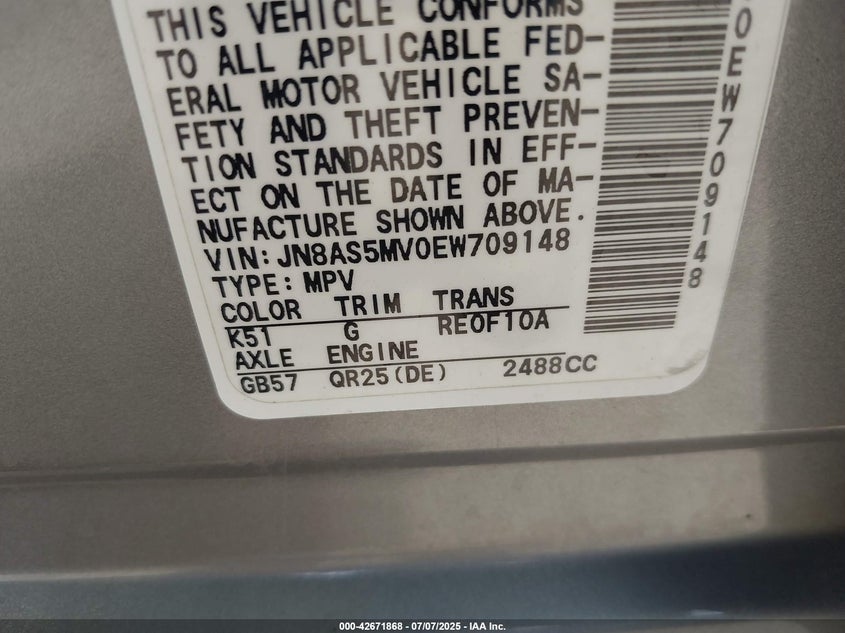 THIS VEHICLE CONFORMS
TO ALL APPLICABLE FED-
ERAL MOTOR VEHICLE SA-
FETY AND THEFT PREVEN-
TION STANDARDS IN EFF-
ECT ON THE DATE OF MA-
NUFACTURE SHOWN ABOVE.
VIN:JN8AS5MV0EW709148
TYPE:MPV
COLOR TRIM TRANS
K51 G RE0F10A
AXLE ENGINE
GB57 QR25(DE) 2488CC
0EW709148
000-42671868 - 07/07/2025 - IAA Inc.